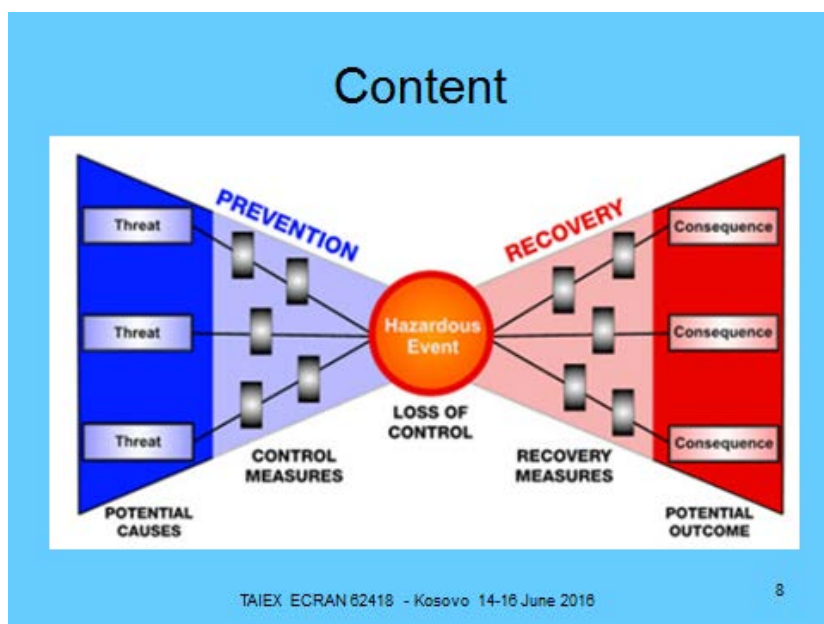 Content
PREVENTION
RECOVERY
Threat
Threat
Threat
Hazardous
Event
Consequence
Consequence
Consequence
LOSS OF
CONTROL
CONTROL
MEASURES
RECOVERY
MEASURES
POTENTIAL
CAUSES
POTENTIAL
OUTCOME
TAIEX ECRAN 62418 - Kosovo 14-16 June 2016
8